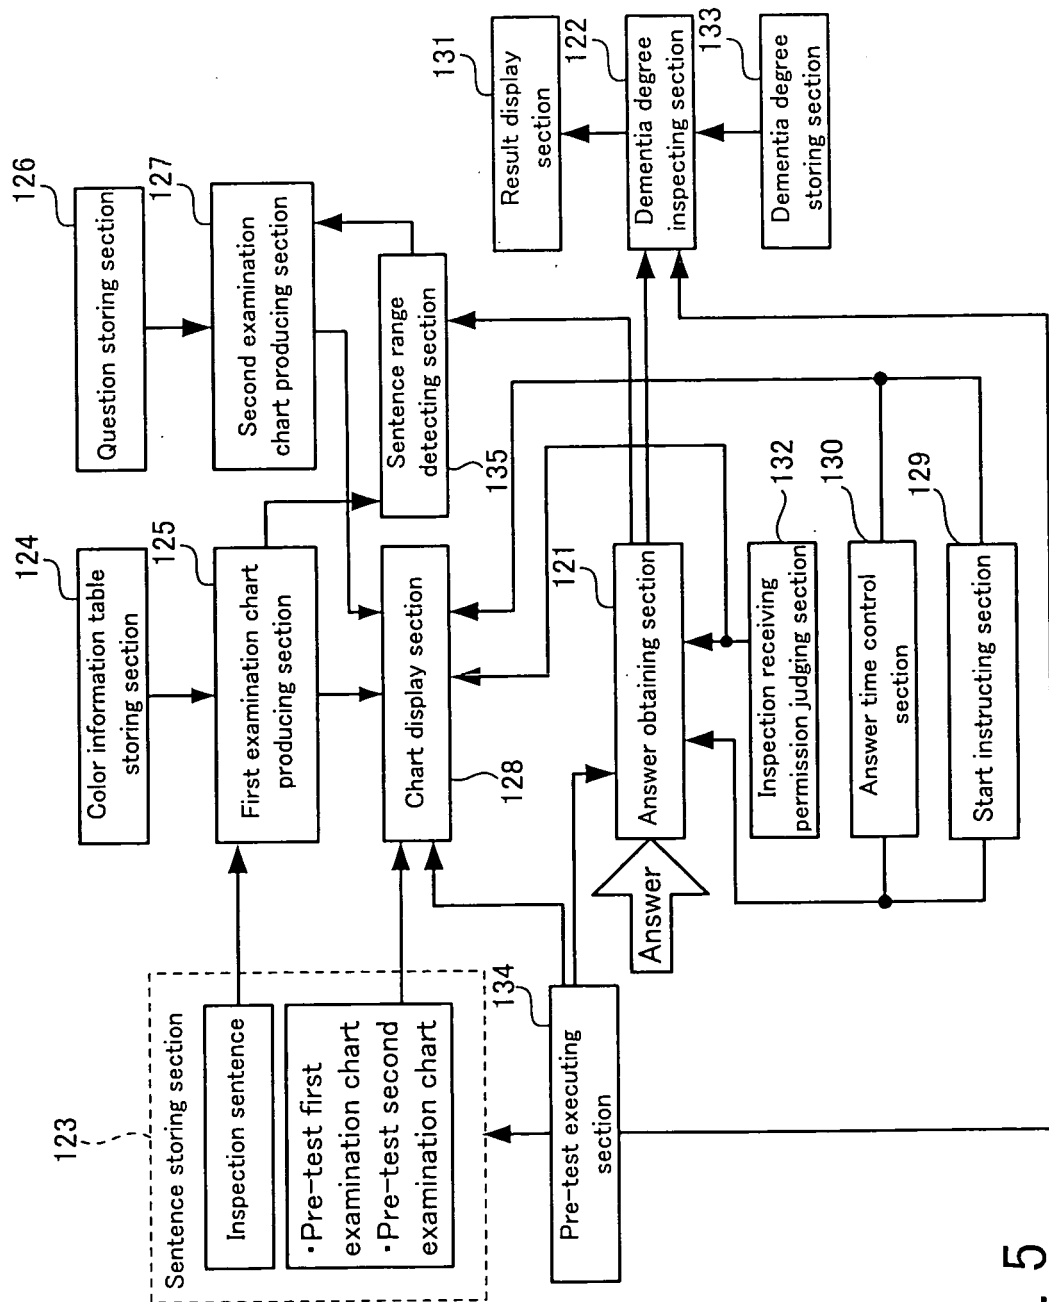 123
Sentence storing section
Inspection sentence
・Pre-test first
examination chart
・Pre-test second
examination chart
134
Pre-test executing
section
124
Color information table
storing section
125
First examination chart
producing section
Chart display section
128
Answer
121
Answer obtaining section
Inspection receiving
permission judging section
132
Answer time control
section
130
Start instructing section
129
126
Question storing section
127
Second examination
chart producing section
Sentence range
detecting section
135
131
Result display
section
122
Dementia degree
inspecting section
133
Dementia degree
storing section
. 5